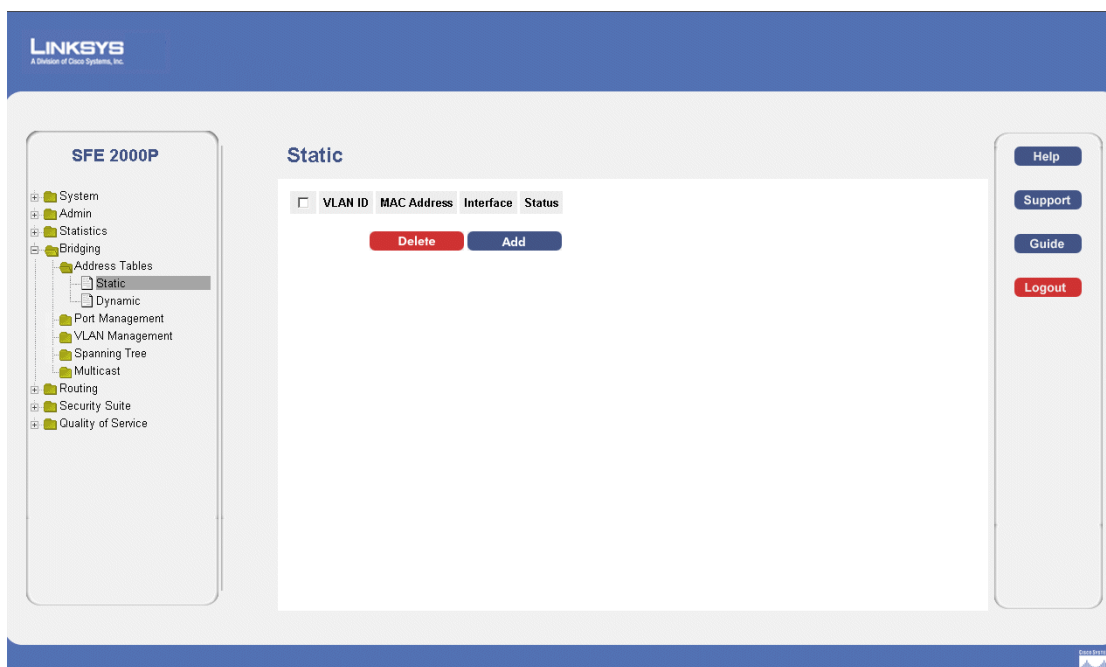 LINKSYS
A Division of Cisco Systems, Inc.
SFE 2000P
System
Admin
Statistics
Bridging
Address Tables
Static
Dynamic
Port Management
VLAN Management
Spanning Tree
Multicast
Routing
Security Suite
Quality of Service
Static
VLAN ID MAC Address Interface Status
Delete Add
Help
Support
Guide
Logout